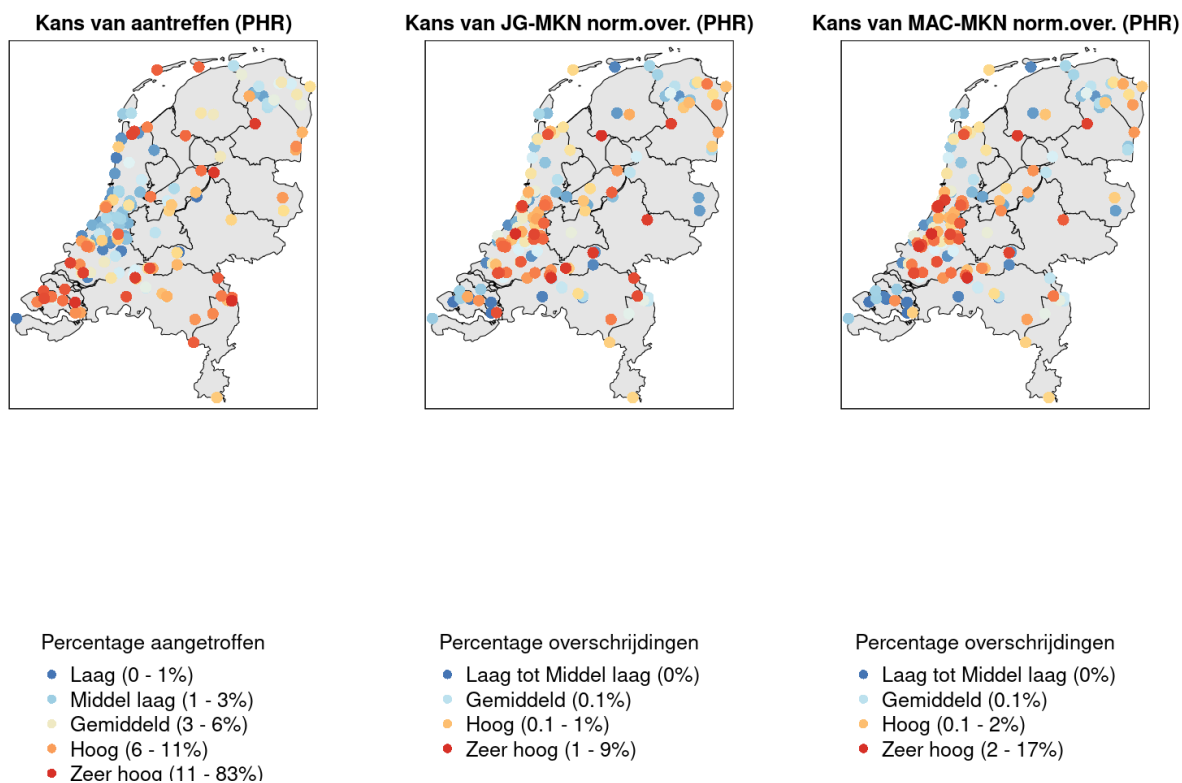 Kans van aantreffen (PHR)
Kans van JG-MKN norm.over. (PHR)
Kans van MAC-MKN norm.over. (PHR)
Percentage aangetroffen
Laag (0 - 1%)
Middel laag (1 - 3%)
Gemiddeld (3 - 6%)
Hoog (6 - 11%)
Zeer hoog (11 - 83%)
Percentage overschrijdingen
Laag tot Middel laag (0%)
Gemiddeld (0.1%)
Hoog (0.1 - 1%)
Zeer hoog (1 - 9%)
Percentage overschrijdingen
Laag tot Middel laag (0%)
Gemiddeld (0.1%)
Hoog (0.1 - 2%)
Zeer hoog (2 - 17%)